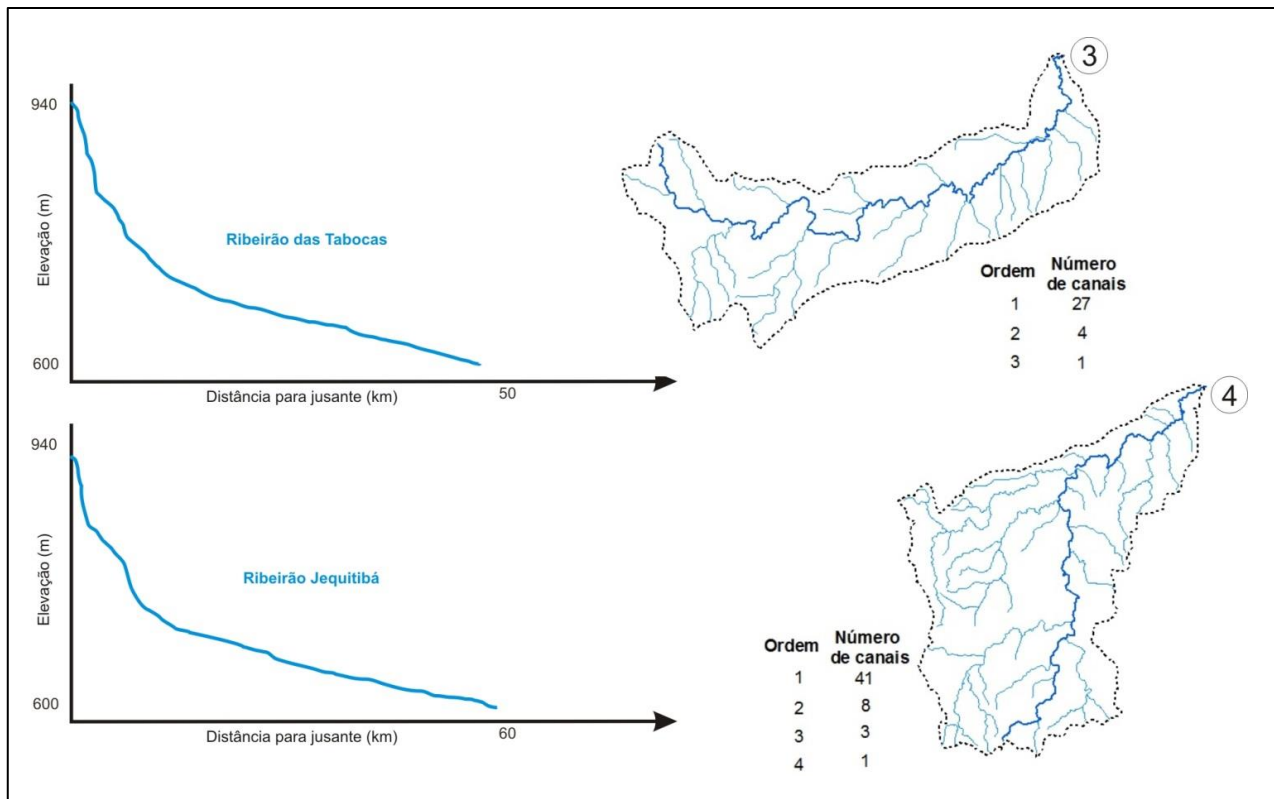 940
Elevação (m)
Ribeirão das Tabocas
600
50
Distância para jusante (km)
3
Ordem Número de canais
1 27
2 4
3 1
940
Elevação (m)
Ribeirão Jequitibá
600
60
Distância para jusante (km)
4
Ordem Número de canais
1 41
2 8
3 3
4 1